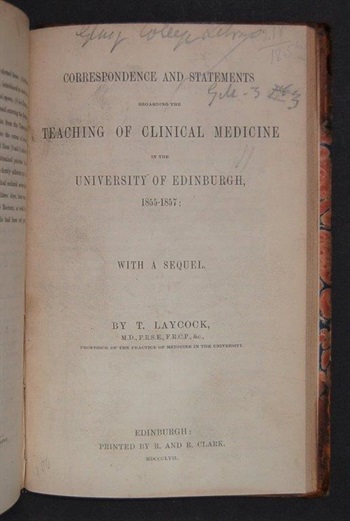 CORRESPONDENCE AND STATEMENTS
REGARDING THE
TEACHING OF CLINICAL MEDICINE
IN THE
UNIVERSITY OF EDINBURGH,
1855-1857;
WITH A SEQUEL.
BY T. LAYCOCK,
M.D., F.R.S.E., F.R.C.P., &c.,
PROFESSOR OF THE PRACTICE OF MEDICINE IN THE UNIVERSITY.
EDINBURGH:
PRINTED BY R. AND R. CLARK.
MDCCCLVII.